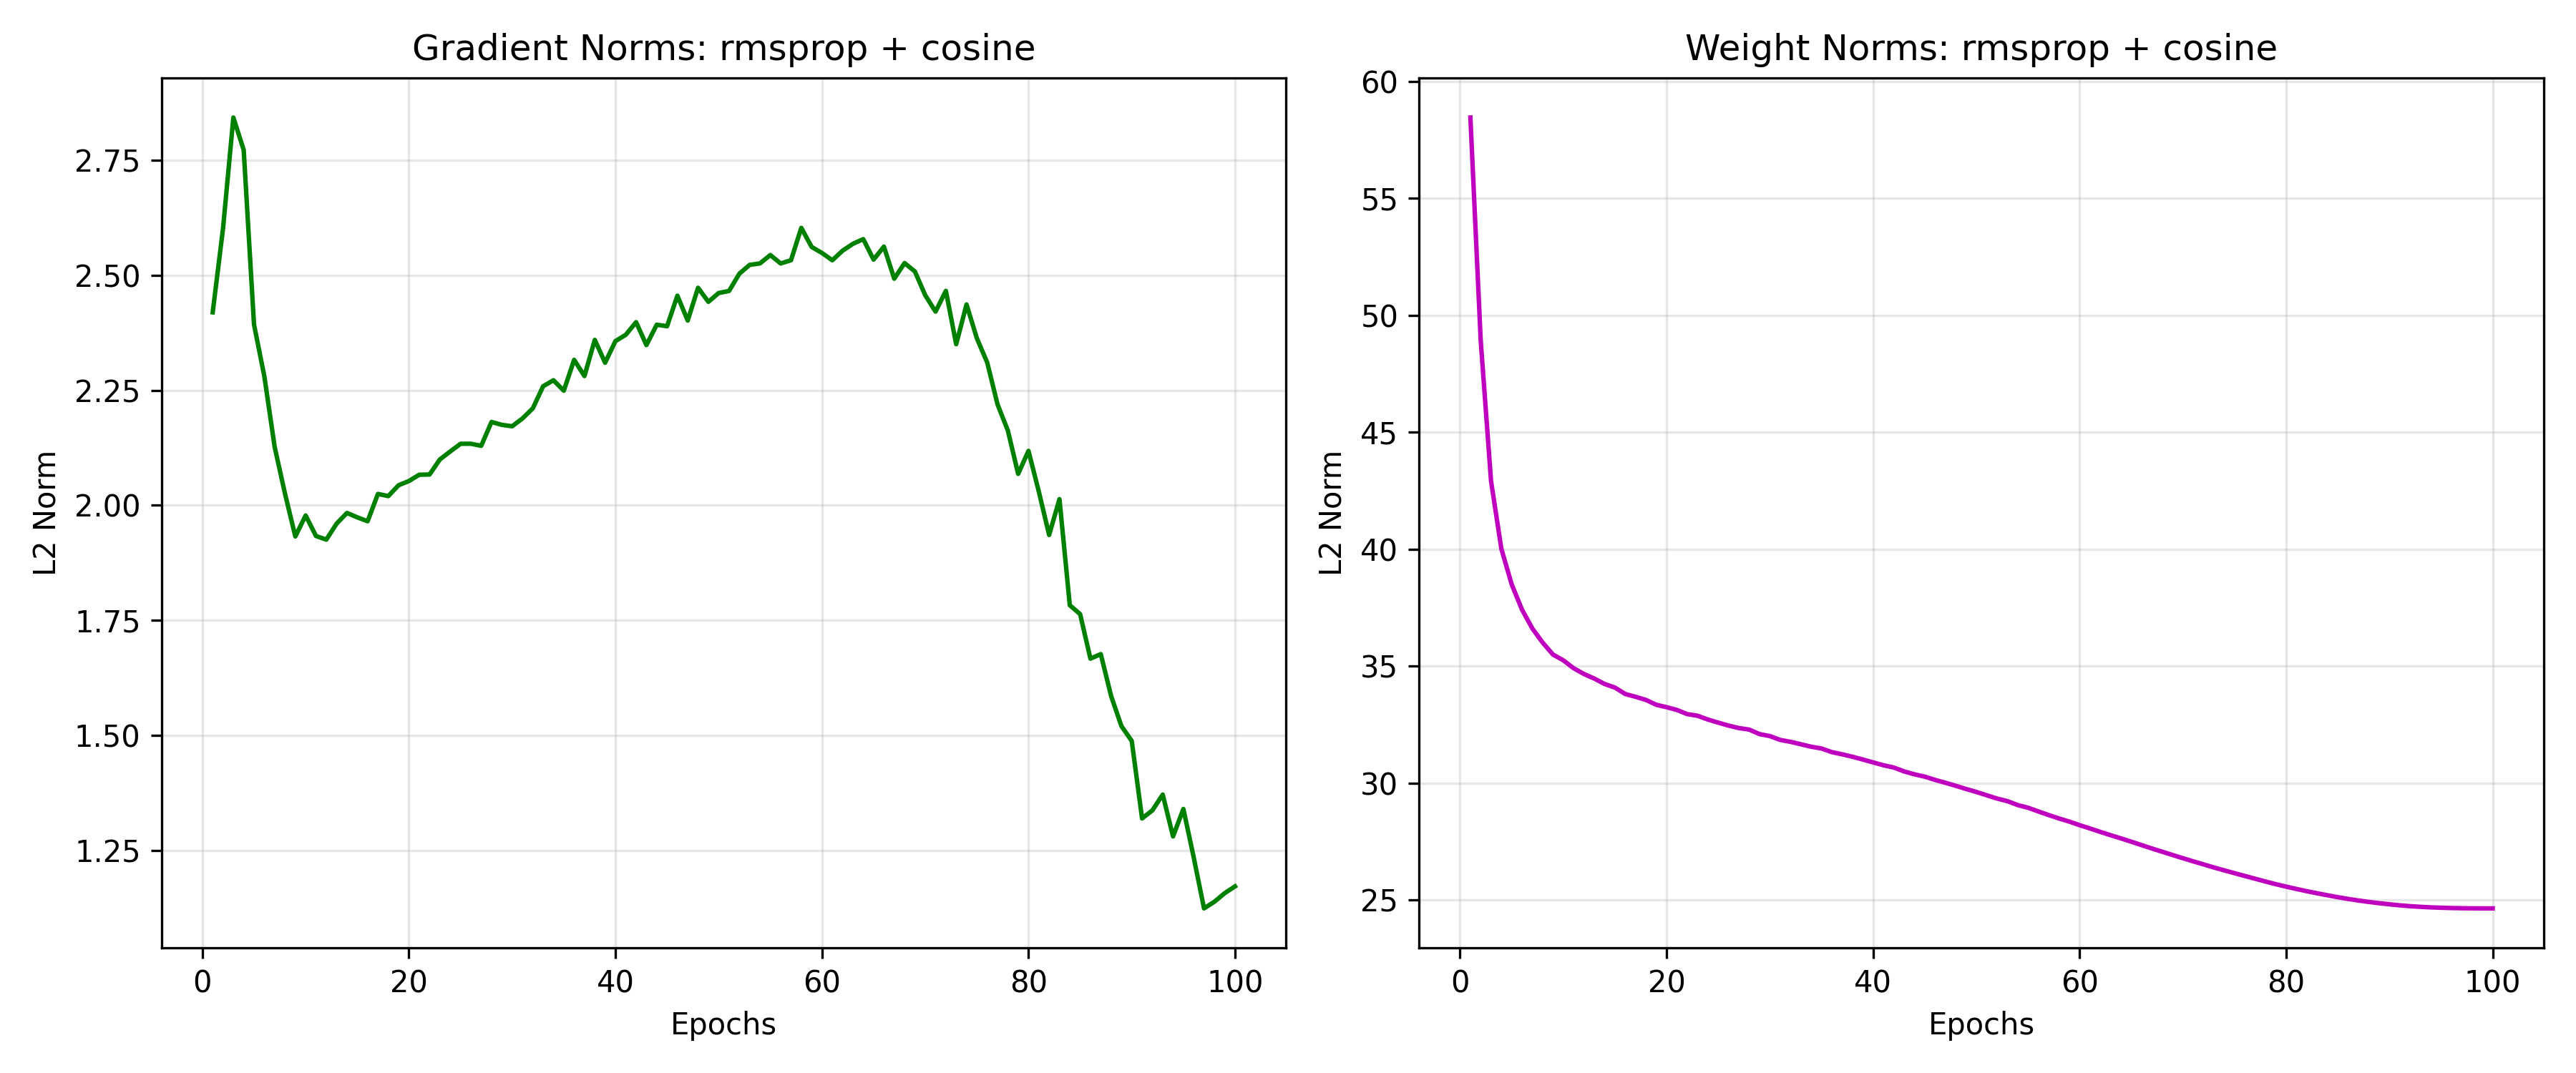 Gradient Norms: rmsprop + cosine
L2 Norm
2.75
2.50
2.25
2.00
1.75
1.50
1.25
0 20 40 60 80 100
Epochs
Weight Norms: rmsprop + cosine
L2 Norm
60
55
50
45
40
35
30
25
0 20 40 60 80 100
Epochs